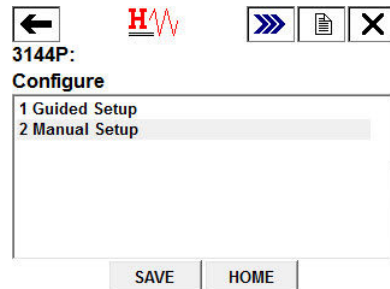 H
3144P:
Configure
1 Guided Setup
2 Manual Setup
SAVE HOME